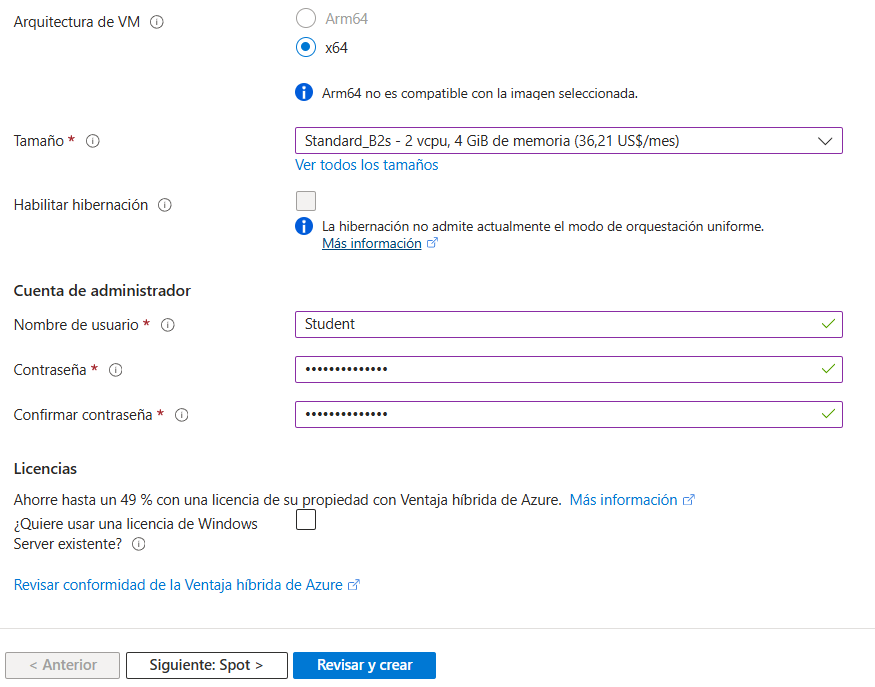 Arquitectura de VM
Arm64
x64
Arm64 no es compatible con la imagen seleccionada.
Tamaño *
Standard_B2s - 2 vcpu, 4 GiB de memoria (36,21 US$/mes)
Ver todos los tamaños
Habilitar hibernación
La hibernación no admite actualmente el modo de orquestación uniforme.
Más información
Cuenta de administrador
Nombre de usuario *
Student
Contraseña *
••••••••••••••
Confirmar contraseña *
••••••••••••••
Licencias
Ahorre hasta un 49 % con una licencia de su propiedad con Ventaja híbrida de Azure. Más información
¿Quiere usar una licencia de Windows
Server existente?
Revisar conformidad de la Ventaja híbrida de Azure
< Anterior
Siguiente: Spot >
Revisar y crear